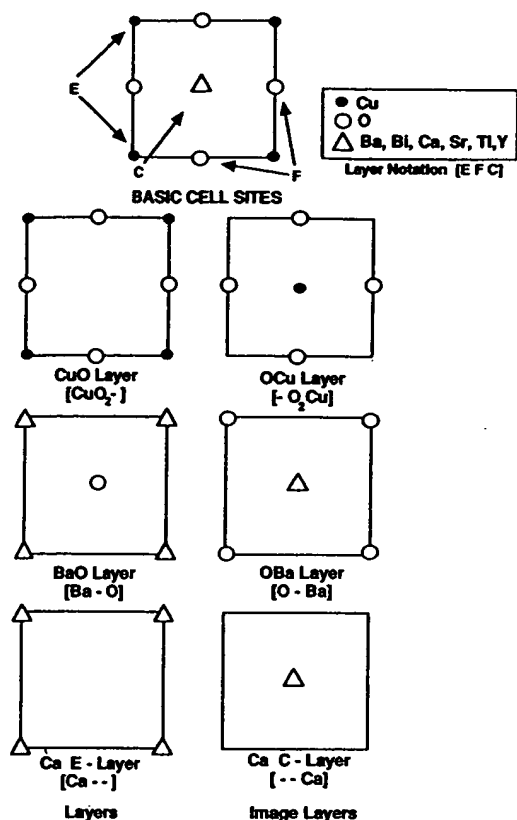 E
C
F
BASIC CELL SITES
Cu
O
Ba, Bi, Ca, Sr, Tl,Y
Layer Notation [E F C]
CuO Layer
[CuO₂-]
OCu Layer
[- O₂Cu]
BaO Layer
[Ba - O]
OBa Layer
[O - Ba]
Ca E - Layer
[Ca - -]
Ca C - Layer
[- - Ca]
Layers
Image Layers